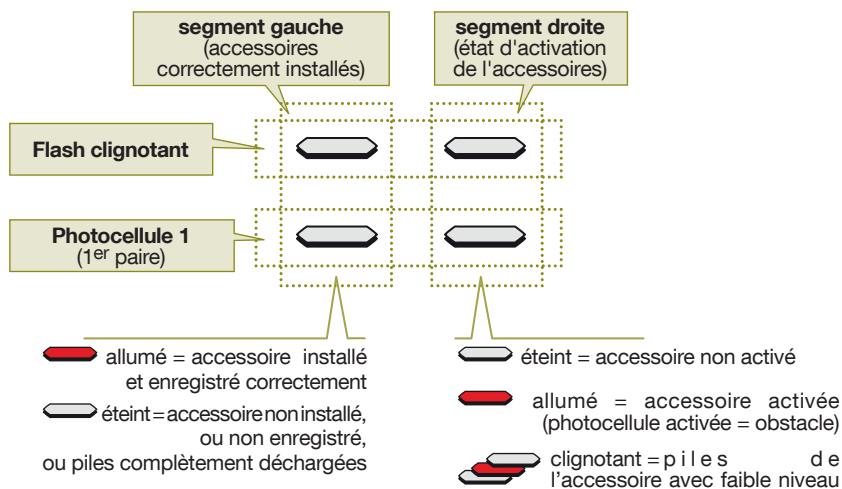 segment gauche
(accessoires
correctement installés)
segment droite
(état d'activation
de l'accessoires)
Flash clignotant
Photocellule 1
(1er paire)
allumé = accessoire installé
et enregistré correctement
éteint = accessoire non installé,
ou non enregistré,
ou piles complètement déchargées
éteint = accessoire non activé
allumé = accessoire activée
(photocellule activée = obstacle)
clignotant = piles de
l'accessoire avec faible niveau